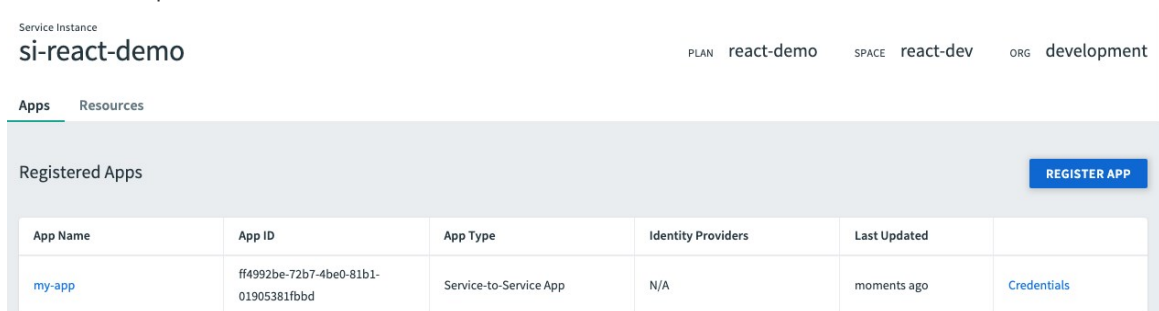 Service Instance
si-react-demo
PLAN react-demo SPACE react-dev ORG development
Apps Resources
Registered Apps
REGISTER APP
App Name App ID App Type Identity Providers Last Updated
my-app ff4992be-72b7-4be0-81b1-01905381fbbd Service-to-Service App N/A moments ago Credentials